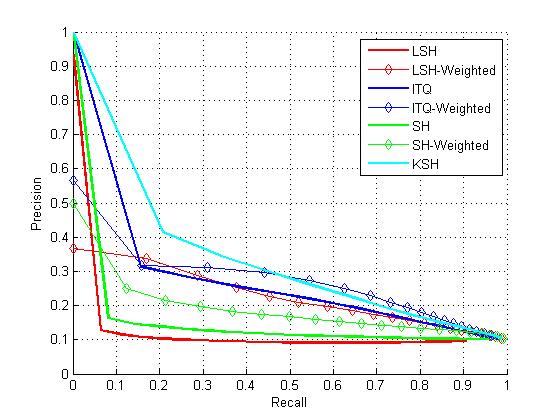 1
0.9
0.8
0.7
0.6
0.5
0.4
0.3
0.2
0.1
0
Precision
LSH
LSH-Weighted
ITQ
ITQ-Weighted
SH
SH-Weighted
KSH
0 0.1 0.2 0.3 0.4 0.5 0.6 0.7 0.8 0.9 1
Recall